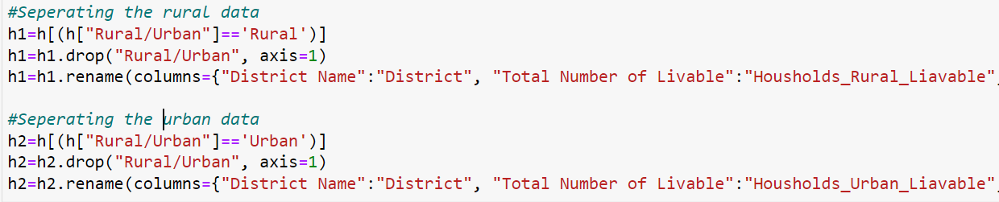 #Seperating the rural data
h1=h[(h["Rural/Urban"]=='Rural')]
h1=h1.drop("Rural/Urban", axis=1)
h1=h1.rename(columns={"District Name":"District", "Total Number of Livable":"Housholds_Rural_Liavable",
#Seperating the urban data
h2=h[(h["Rural/Urban"]=='Urban')]
h2=h2.drop("Rural/Urban", axis=1)
h2=h2.rename(columns={"District Name":"District", "Total Number of Livable":"Housholds_Urban_Liavable",